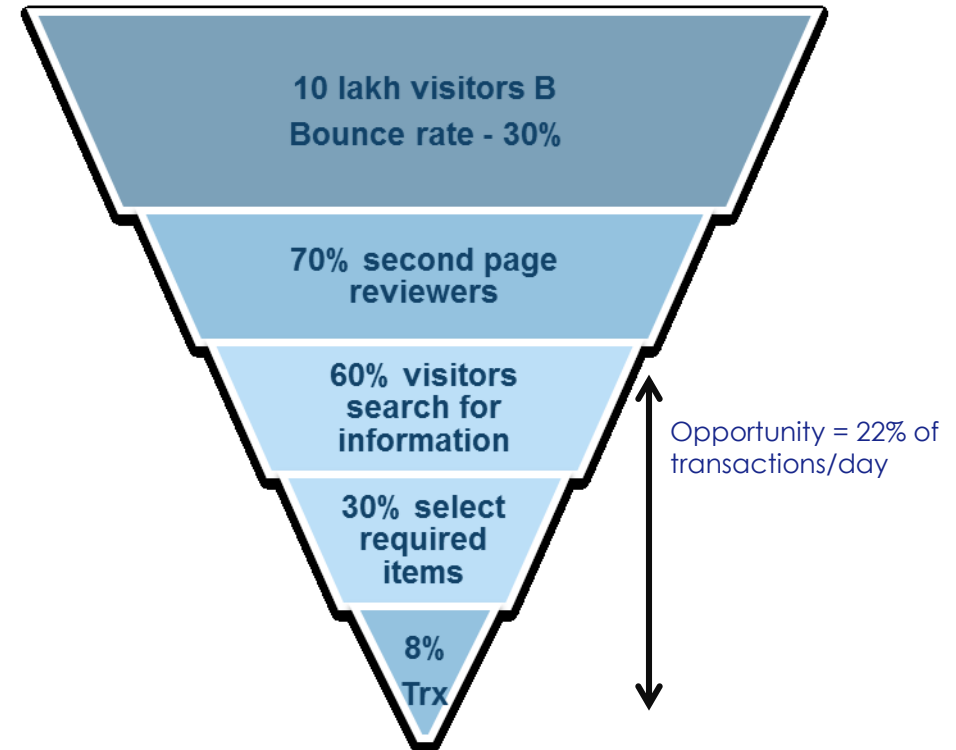 10 lakh visitors B
Bounce rate - 30%
70% second page
reviewers
60% visitors
search for
information
Opportunity = 22% of
transactions/day
30% select
required
items
8%
Trx